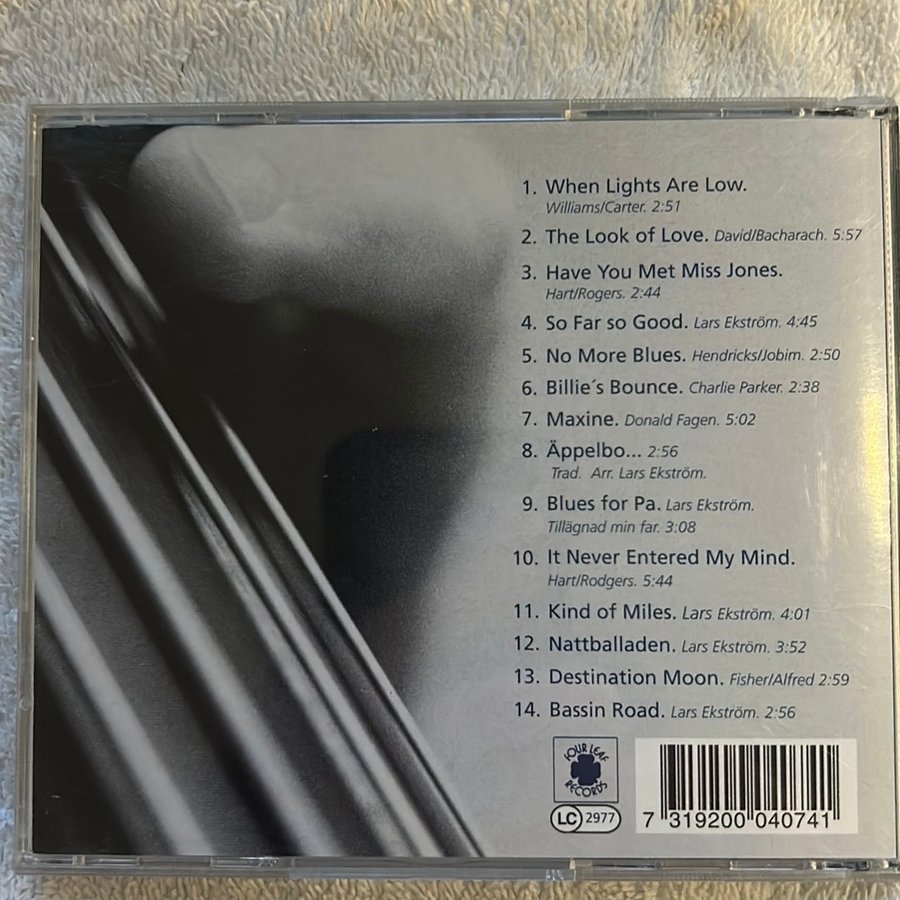 1. When Lights Are Low.
Williams/Carter. 2:51
2. The Look of Love. David/Bacharach. 5:57
3. Have You Met Miss Jones.
Hart/Rogers. 2:44
4. So Far so Good. Lars Ekström. 4:45
5. No More Blues. Hendricks/Jobim. 2:50
6. Billie´s Bounce. Charlie Parker. 2:38
7. Maxine. Donald Fagen. 5:02
8. Äppelbo... 2:56
Trad. Arr. Lars Ekström.
9. Blues for Pa. Lars Ekström.
Tillägnad min far. 3:08
10. It Never Entered My Mind.
Hart/Rodgers. 5:44
11. Kind of Miles. Lars Ekström. 4:01
12. Nattballaden. Lars Ekström. 3:52
13. Destination Moon. Fisher/Alfred 2:59
14. Bassin Road. Lars Ekström. 2:56
FOUR LEAF
RECORDS
LC 2977
7 319200 040741